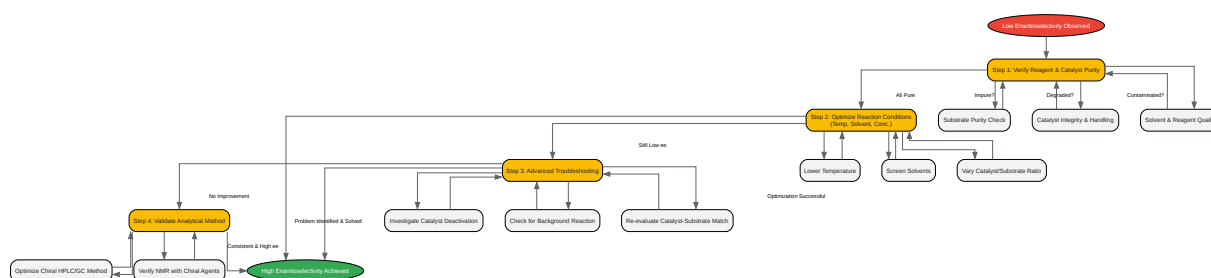 Low Enantioselectivity Observed
Step 1: Verify Reagent & Catalyst Purity
All Pure
Impure?
Degraded?
Contaminated?
Step 2: Optimize Reaction Conditions
(Temp, Solvent, Conc.)
Substrate Purity Check
Catalyst Integrity & Handling
Solvent & Reagent Quali
Still Low ee
Step 3: Advanced Troubleshooting
Lower Temperature
Screen Solvents
Vary Catalyst/Substrate Ratio
No Improvement
Optimization Successful
Step 4: Validate Analytical Method
Problem Identified & Solved
Investigate Catalyst Deactivation
Check for Background Reaction
Re-evaluate Catalyst-Substrate Match
Consistent & High ee
Optimize Chiral HPLC/GC Method
Verify NMR with Chiral Agents
High Enantioselectivity Achieved